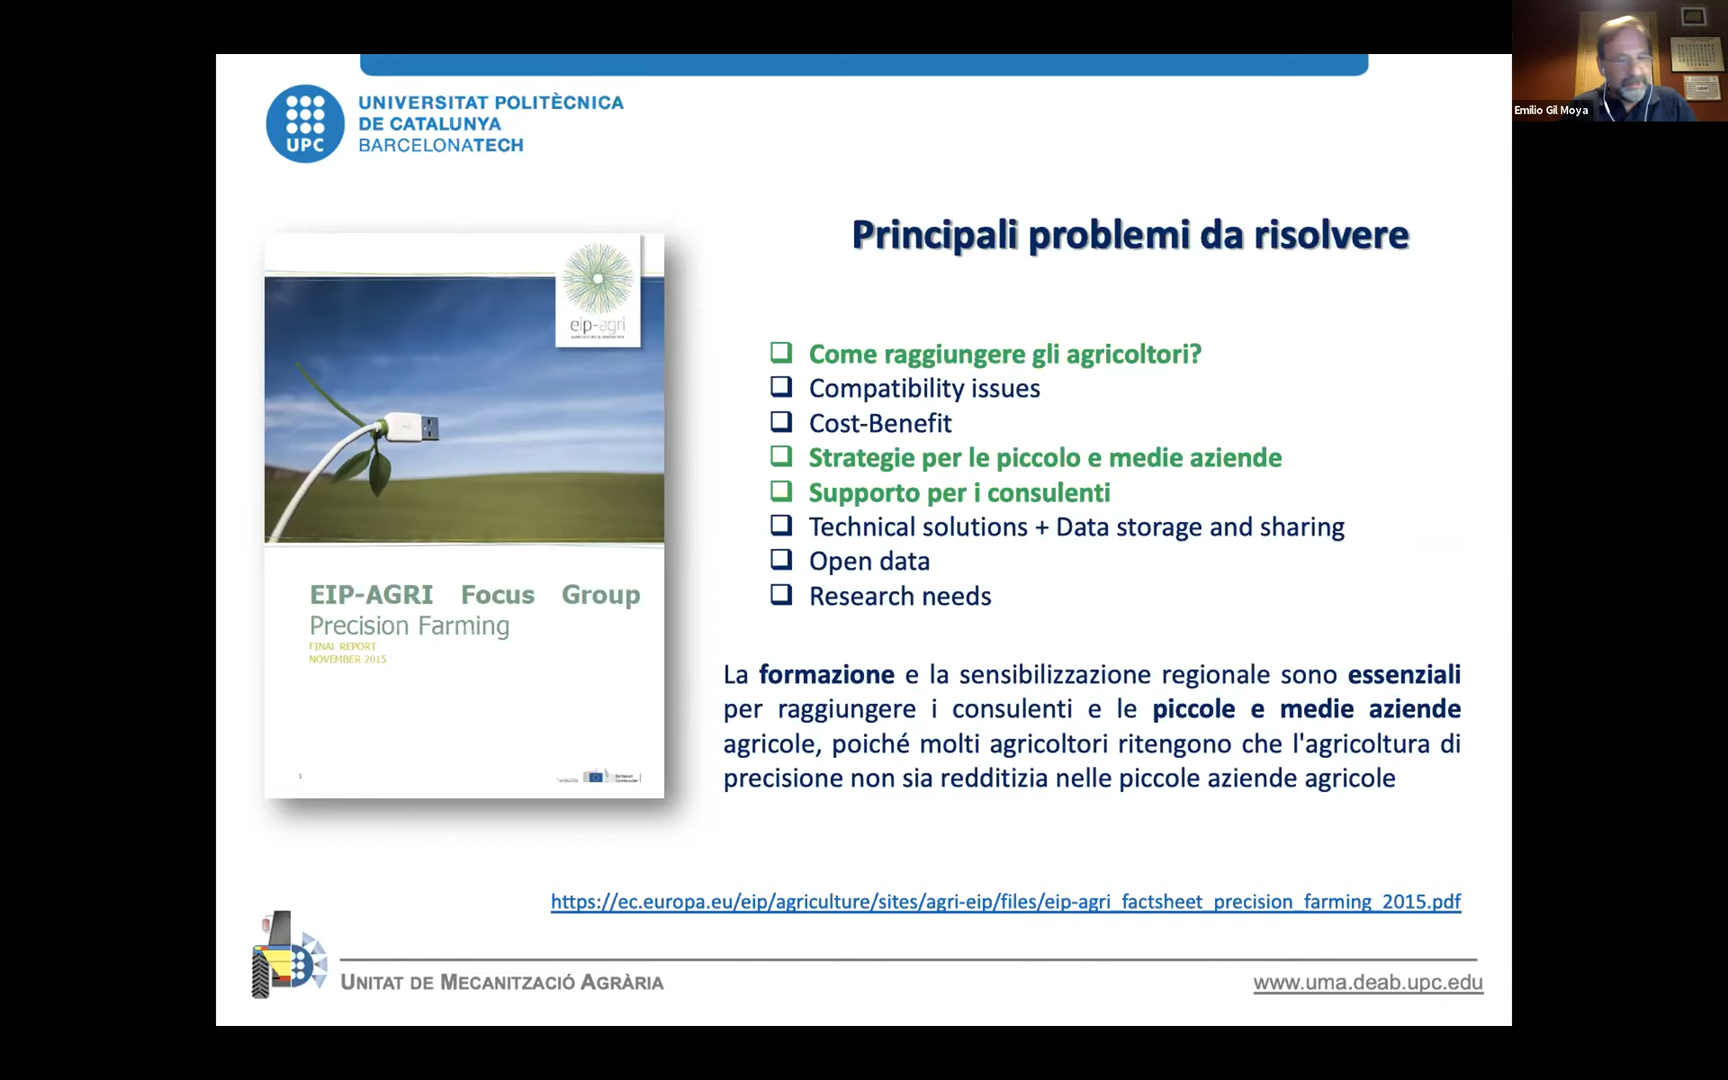 Emilio Gil Moya
UNIVERSITAT POLITÈCNICA
DE CATALUNYA
BARCELONATECH
UPC
Principali problemi da risolvere
eip-agri
Come raggiungere gli agricoltori?
Compatibility issues
Cost-Benefit
Strategie per le piccolo e medie aziende
Supporto per i consulenti
Technical solutions + Data storage and sharing
Open data
Research needs
EIP-AGRI Focus Group
Precision Farming
FINAL REPORT
NOVEMBER 2015
1
La formazione e la sensibilizzazione regionale sono essenziali
per raggiungere i consulenti e le piccole e medie aziende
agricole, poiché molti agricoltori ritengono che l'agricoltura di
precisione non sia redditizia nelle piccole aziende agricole
https://ec.europa.eu/eip/agriculture/sites/agri-eip/files/eip-agri_factsheet_precision_farming_2015.pdf
UNITAT DE MECANITZACIÓ AGRÀRIA
www.uma.deab.upc.edu